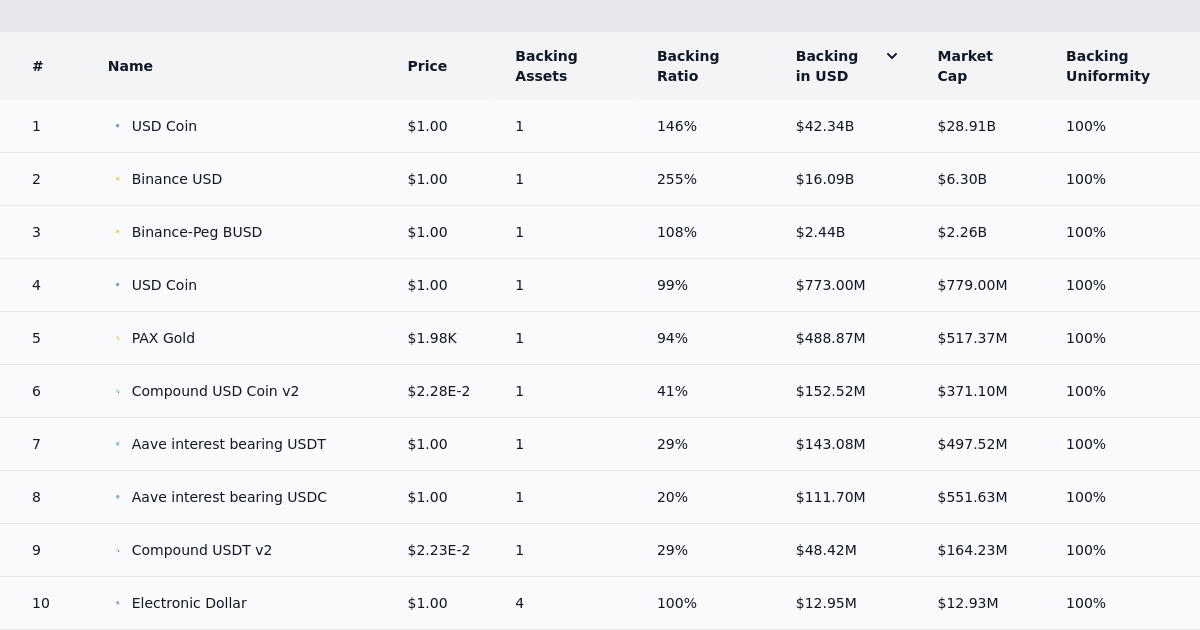 # Name Price Backing Assets Backing Ratio Backing in USD Market Cap Backing Uniformity
1 USD Coin $1.00 1 146% $42.34B $28.91B 100%
2 Binance USD $1.00 1 255% $16.09B $6.30B 100%
3 Binance-Peg BUSD $1.00 1 108% $2.44B $2.26B 100%
4 USD Coin $1.00 1 99% $773.00M $779.00M 100%
5 PAX Gold $1.98K 1 94% $488.87M $517.37M 100%
6 Compound USD Coin v2 $2.28E-2 1 41% $152.52M $371.10M 100%
7 Aave interest bearing USDT $1.00 1 29% $143.08M $497.52M 100%
8 Aave interest bearing USDC $1.00 1 20% $111.70M $551.63M 100%
9 Compound USDT v2 $2.23E-2 1 29% $48.42M $164.23M 100%
10 Electronic Dollar $1.00 4 100% $12.95M $12.93M 100%